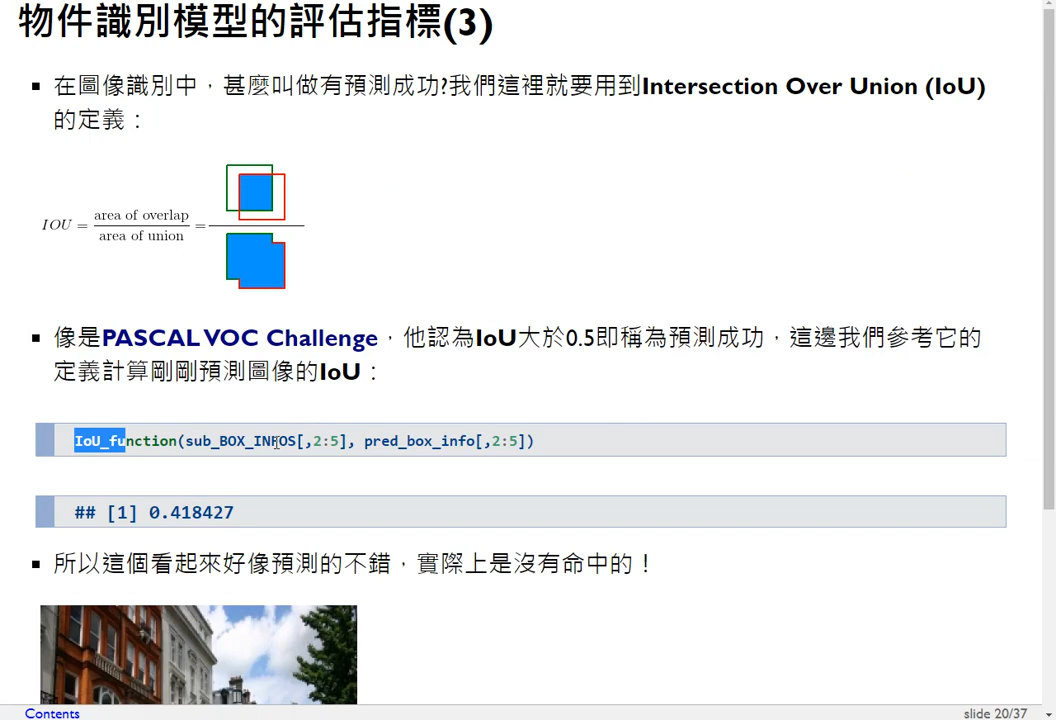 物件識別模型的評估指標(3)
在圖像識別中，甚麼叫做有預測成功?我們這裡就要用到Intersection Over Union (IoU)
的定義：
IOU = area of overlap / area of union =
像是PASCAL VOC Challenge，他認為IoU大於0.5即稱為預測成功，這邊我們參考它的
定義計算剛剛預測圖像的IoU：
IoU_function(sub_BOX_INFOS[,2:5], pred_box_info[,2:5])
## [1] 0.418427
所以這個看起來好像預測的不錯，實際上是沒有命中的！
Contents
slide 20/37